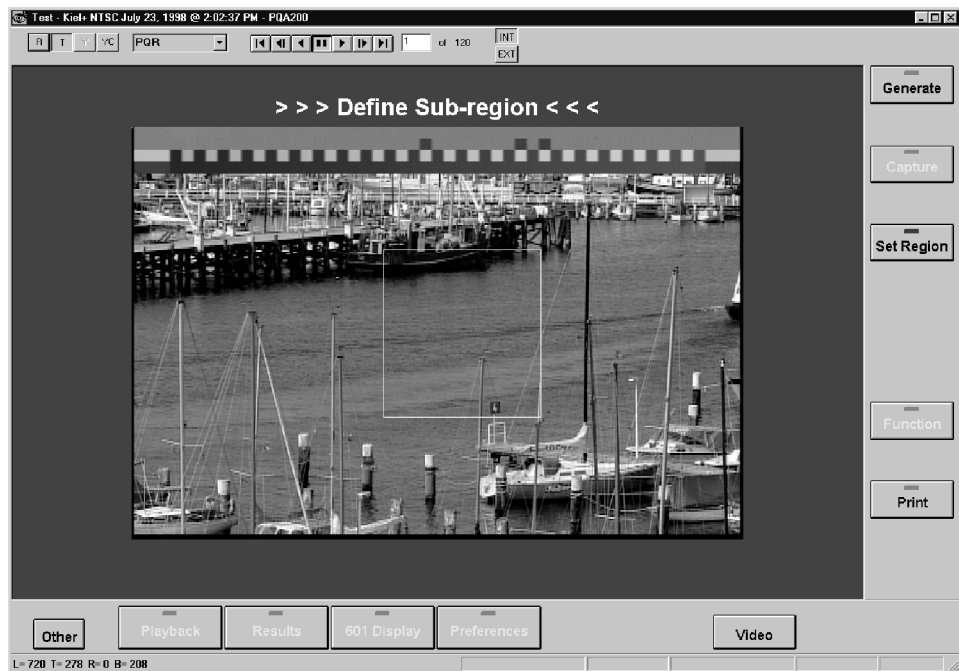 Test - Kiel+ NTSC July 23, 1998 @ 2:02:37 PM - PQA200
R T Y YC PQR 1 of 120 INT
EXT
> > > Define Sub-region < < <
Generate
Capture
Set Region
Function
Print
Other Playback Results 601 Display Preferences Video
L= 720 T= 278 R= 0 B= 208